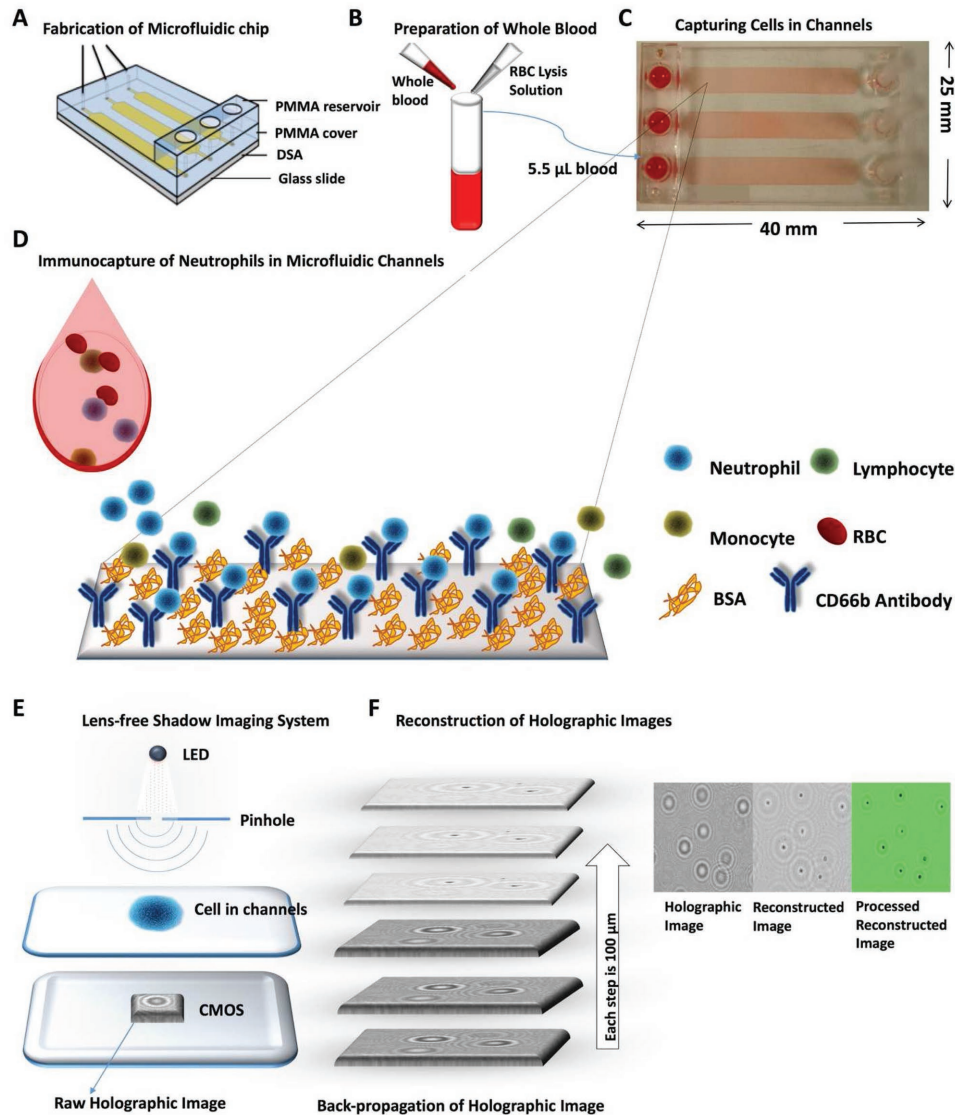 A
Fabrication of Microfluidic chip
PMMA reservoir
PMMA cover
DSA
Glass slide
B
Preparation of Whole Blood
Whole
blood
RBC Lysis
Solution
5.5 µL blood
C
Capturing Cells in Channels
25 mm
40 mm
D
Immunocapture of Neutrophils in Microfluidic Channels
Neutrophil
Lymphocyte
Monocyte
RBC
BSA
CD66b Antibody
E
Lens-free Shadow Imaging System
LED
Pinhole
Cell in channels
CMOS
Raw Holographic Image
F
Reconstruction of Holographic Images
Each step is 100 µm
Back-propagation of Holographic Image
Holographic
Image
Reconstructed
Image
Processed
Reconstructed
Image